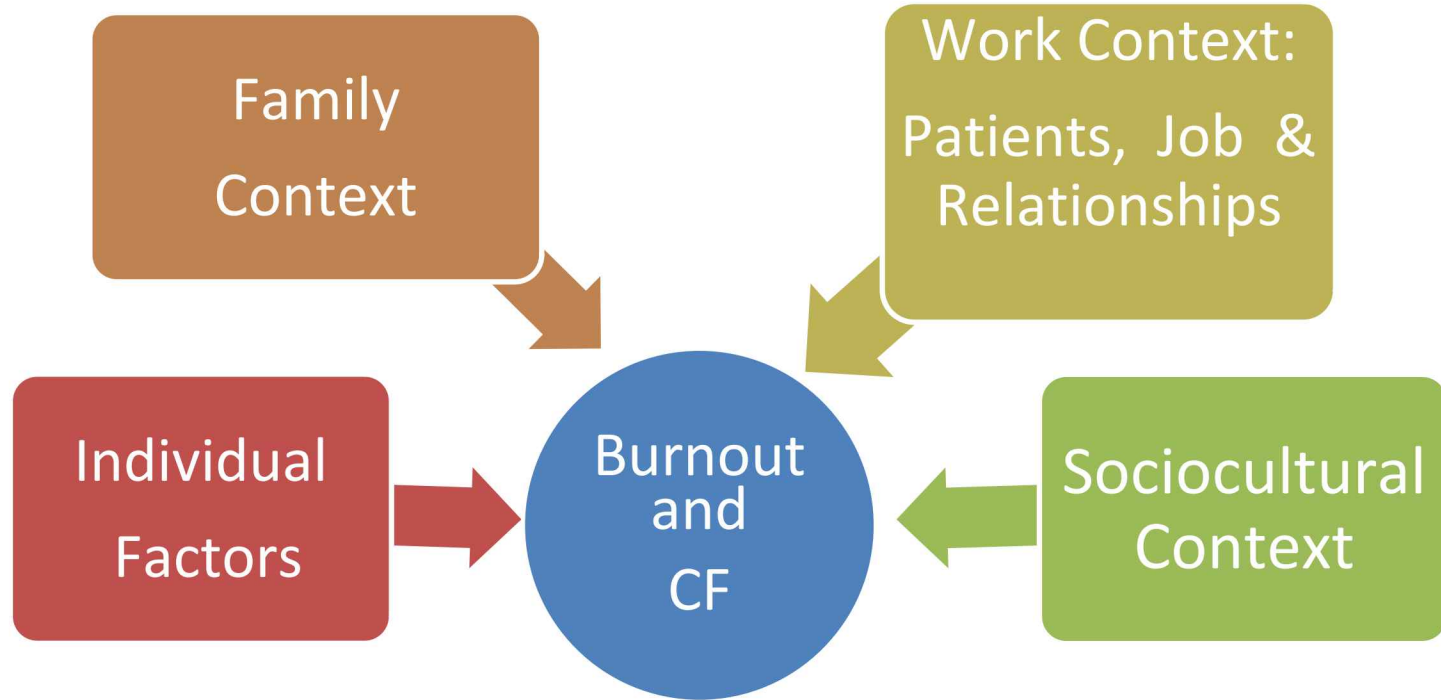 Family
Context
Work Context:
Patients, Job &
Relationships
Individual
Factors
Burnout
and
CF
Sociocultural
Context